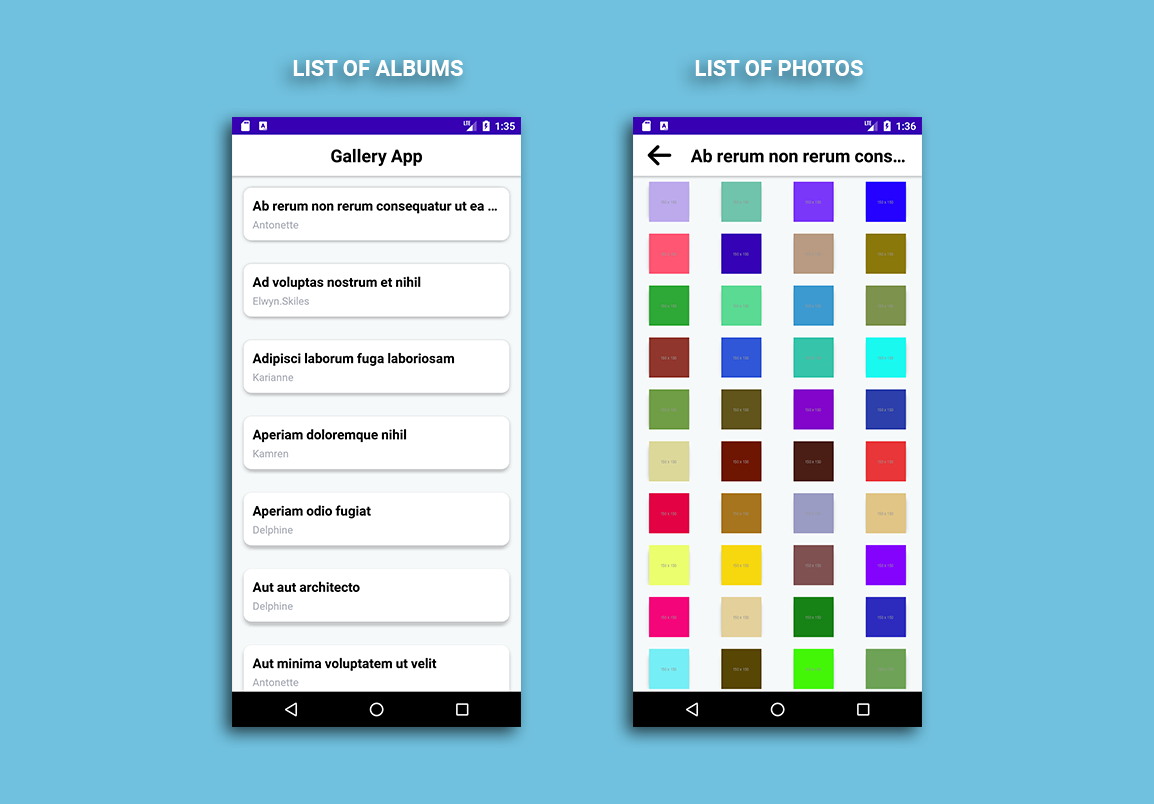 LIST OF ALBUMS
LIST OF PHOTOS
LTE 1:35
Gallery App
Ab rerum non rerum consequatur ut ea ...
Antonette
Ad voluptas nostrum et nihil
Elwyn.Skiles
Adipisci laborum fuga laboriosam
Karianne
Aperiam doloremque nihil
Kamren
Aperiam odio fugiat
Delphine
Aut aut architecto
Delphine
Aut minima voluptatem ut velit
Antonette
LTE 1:36
Ab rerum non rerum cons...